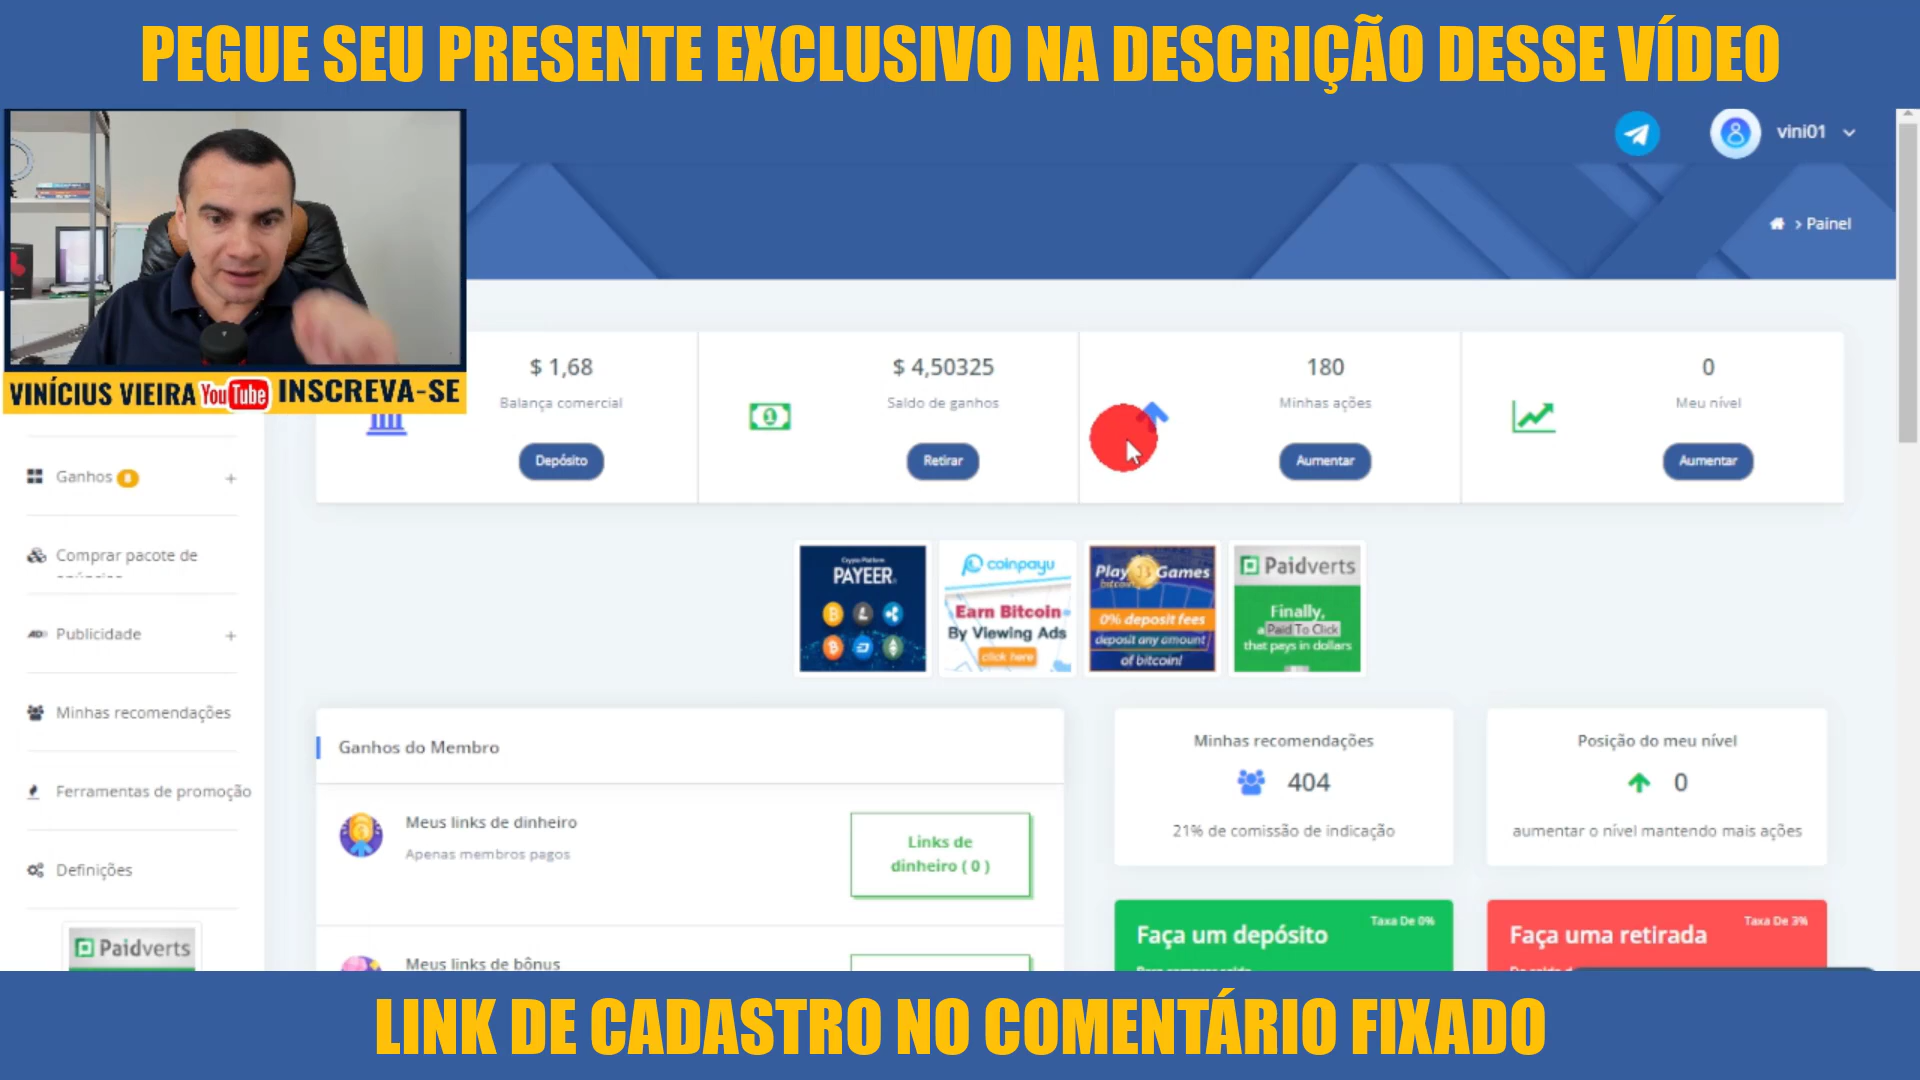 PEGUE SEU PRESENTE EXCLUSIVO NA DESCRIÇÃO DESSE VÍDEO
vini01
> Painel
VINÍCIUS VIEIRA YouTube INSCREVA-SE
$ 1,68
Balança comercial
Depósito
$ 4,50325
Saldo de ganhos
Retirar
180
Minhas ações
Aumentar
0
Meu nível
Aumentar
Ganhos 8 +
Comprar pacote de
Publicidade +
Minhas recomendações
Ferramentas de promoção
Definições
Paidverts
Crypto Platform
PAYEER
coinpayu
Earn Bitcoin
By Viewing Ads
click here
Play Games
bitcoin
0% deposit fees
deposit any amount
of bitcoin!
Paidverts
Finally,
a Paid To Click
that pays in dollars
Ganhos do Membro
Meus links de dinheiro
Apenas membros pagos
Links de
dinheiro ( 0 )
Meus links de bônus
Minhas recomendações
404
21% de comissão de indicação
Posição do meu nível
0
aumentar o nível mantendo mais ações
Taxa De 0%
Faça um depósito
Taxa De 3%
Faça uma retirada
LINK DE CADASTRO NO COMENTÁRIO FIXADO